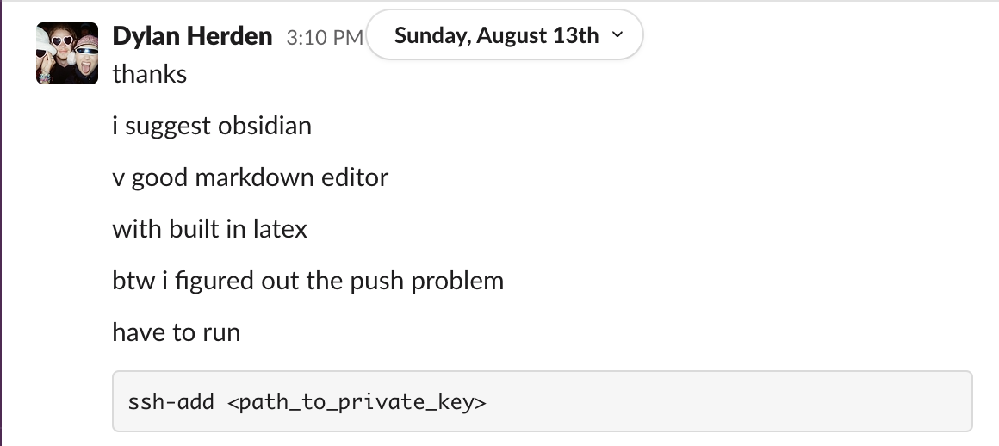 Dylan Herden 3:10 PM Sunday, August 13th
thanks
i suggest obsidian
v good markdown editor
with built in latex
btw i figured out the push problem
have to run
ssh-add <path_to_private_key>